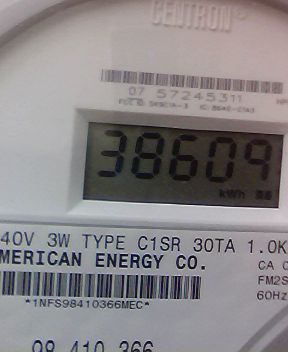 CENTRON
07 57245311
38609
kWh
40V 3W TYPE C1SR 30TA 1.0K
MERICAN ENERGY CO.
CA 0
FM2S
*1NFS98410366MEC*
60Hz
98 410 366